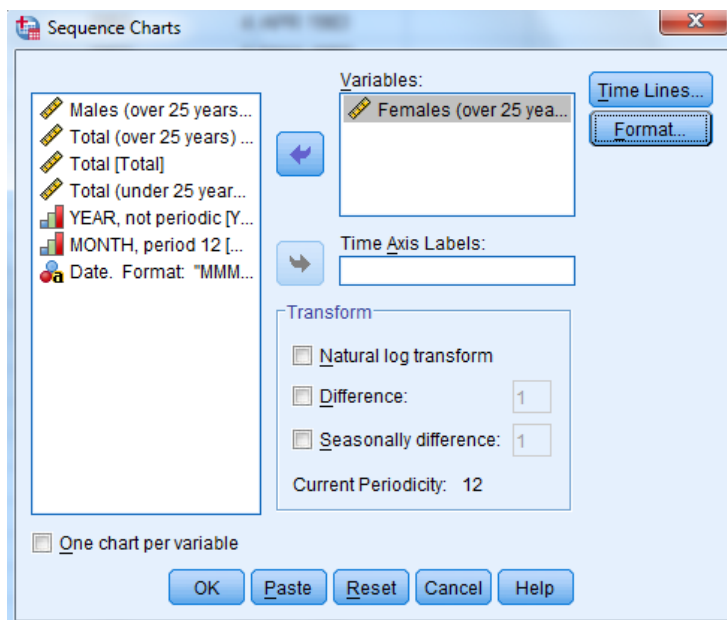 Sequence Charts
Males (over 25 years...
Total (over 25 years) ...
Total [Total]
Total (under 25 year...
YEAR, not periodic [Y...
MONTH, period 12 [...
Date. Format: "MMM...
Variables:
Females (over 25 yea...
Time Lines...
Format...
Time Axis Labels:
Transform
Natural log transform
Difference: 1
Seasonally difference: 1
Current Periodicity: 12
One chart per variable
OK Paste Reset Cancel Help